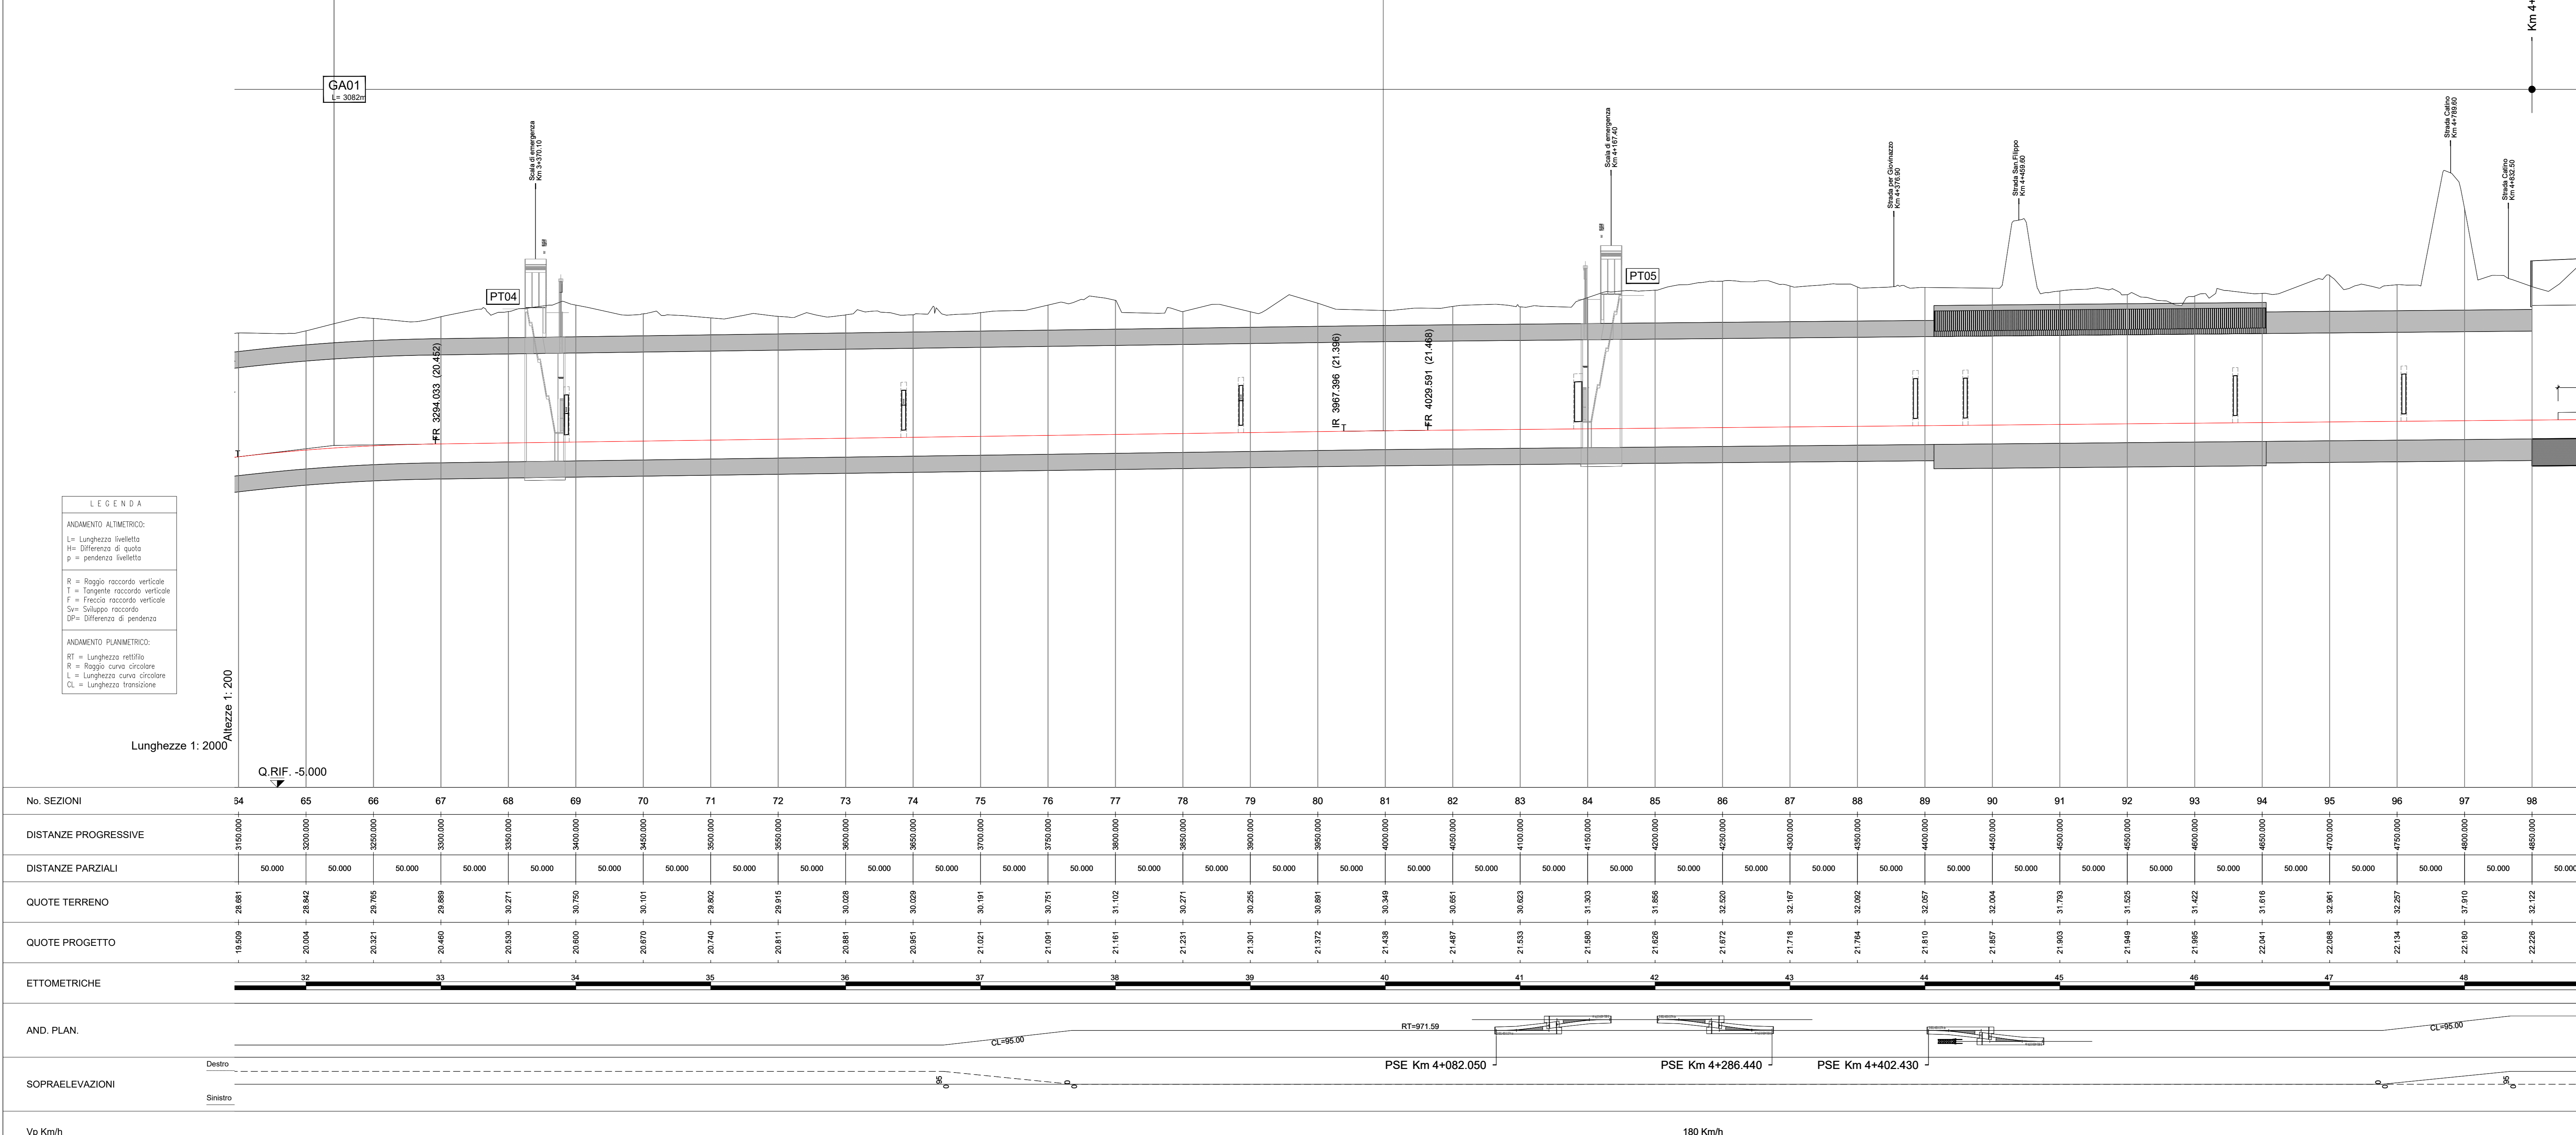 Km 4+
GA01
L= 3082m
Scala di emergenza
Km 3+370.10
Scala di emergenza
Km 4+167.40
Strada per Giovinazzo
Km 4+376.90
Strada San Filippo
Km 4+459.60
Strada Catino
Km 4+789.60
Strada Catino
Km 4+832.50
PT04
PT05
FR 3294.033 (20.452)
IR 3967.396 (21.396)
FR 4029.591 (21.468)
LEGENDA
ANDAMENTO ALTIMETRICO:
L= Lunghezza livelletta
H= Differenza di quota
p = pendenza livelletta
R = Raggio raccordo verticale
T = Tangente raccordo verticale
F = Freccia raccordo verticale
Sv= Sviluppo raccordo
DP= Differenza di pendenza
ANDAMENTO PLANIMETRICO:
RT = Lunghezza rettifilo
R = Raggio curva circolare
L = Lunghezza curva circolare
CL = Lunghezza transizione
Altezze 1: 200
Lunghezze 1: 2000
Q.RIF. -5.000
No. SEZIONI 64 65 66 67 68 69 70 71 72 73 74 75 76 77 78 79 80 81 82 83 84 85 86 87 88 89 90 91 92 93 94 95 96 97 98
DISTANZE PROGRESSIVE 3150.000 3200.000 3250.000 3300.000 3350.000 3400.000 3450.000 3500.000 3550.000 3600.000 3650.000 3700.000 3750.000 3800.000 3850.000 3900.000 3950.000 4000.000 4050.000 4100.000 4150.000 4200.000 4250.000 4300.000 4350.000 4400.000 4450.000 4500.000 4550.000 4600.000 4650.000 4700.000 4750.000 4800.000 4850.000
DISTANZE PARZIALI 50.000 50.000 50.000 50.000 50.000 50.000 50.000 50.000 50.000 50.000 50.000 50.000 50.000 50.000 50.000 50.000 50.000 50.000 50.000 50.000 50.000 50.000 50.000 50.000 50.000 50.000 50.000 50.000 50.000 50.000 50.000 50.000 50.000 50.000 50.000
QUOTE TERRENO 28.681 28.842 29.765 29.889 30.271 30.750 30.101 29.802 29.915 30.028 30.029 30.191 30.751 31.102 30.271 30.255 30.891 30.349 30.651 30.623 31.303 31.856 32.520 32.167 32.092 32.057 32.004 31.793 31.525 31.422 31.616 32.961 32.257 37.910 32.122
QUOTE PROGETTO 19.509 20.004 20.321 20.460 20.530 20.600 20.670 20.740 20.811 20.881 20.951 21.021 21.091 21.161 21.231 21.301 21.372 21.438 21.487 21.533 21.580 21.626 21.672 21.718 21.764 21.810 21.857 21.903 21.949 21.995 22.041 22.088 22.134 22.180 22.226
ETTOMETRICHE 32 33 34 35 36 37 38 39 40 41 42 43 44 45 46 47 48
AND. PLAN.
CL=95.00
RT=971.59
CL=95.00
PSE Km 4+082.050
PSE Km 4+286.440
PSE Km 4+402.430
SOPRAELEVAZIONI
Destro
Sinistro
95 0
0 0
0 0
95 0
Vp Km/h
180 Km/h